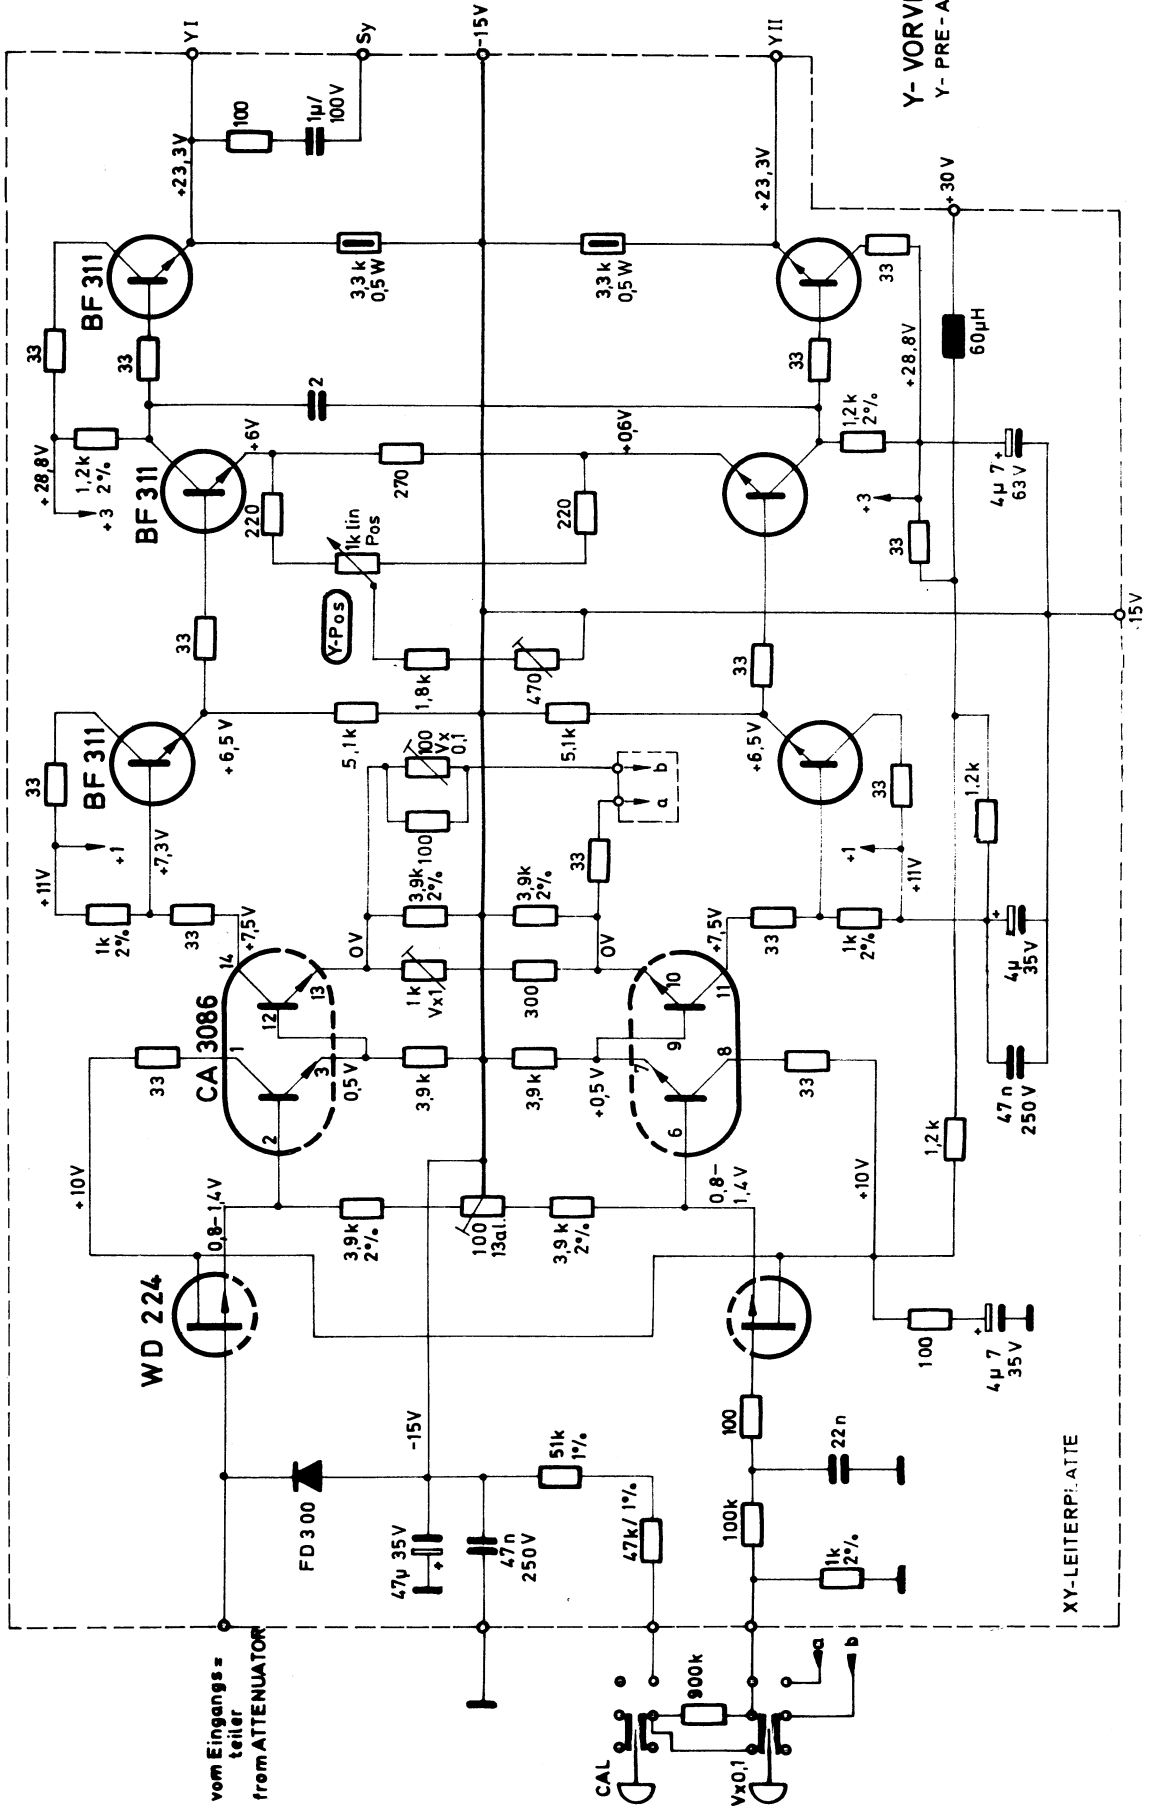 Y- VORV
Y- PRE-A
YI
Sy
-15V
YII
100
1µ/
100V
+23,3V
+23,3V
+30V
BF 311
33
33
3,3k
0,5W
3,3k
0,5W
33
33
60µH
+28,8V
2
+28,8V
1,2k
2%
+6V
270
+0,6V
1,2k
2%
+3
BF 311
220
1k lin
Pos
220
+3
4µ7
63V
+
33
Y-Pos
33
1,8k
470
33
15V
BF 311
33
+6,5V
5,1k
100
Vx
0,1
5,1k
+6,5V
33
1,2k
+1
+7,3V
100
b
a
33
+1
+11V
+11V
1k
2%
33
+7,5V
3,9k
2%
3,9k
2%
0V
0V
+7,5V
33
1k
2%
4µ
35V
+
CA 3086
14
13
12
1
3
2
1k
Vx1
300
10
11
9
7
8
6
33
0,5V
3,9k
3,9k
+0,5V
33
47n
250V
1,2k
+10V
0,8-1,4V
3,9k
2%
100
13al.
3,9k
2%
0,8-
1,4V
+10V
WD 224
100
4µ7
35V
+
-15V
FD300
47µ 35V
+
47n
250V
51k
1%
47k/1%
100
22n
100k
1k
2%
XY-LEITERPLATTE
vom Eingangs=
teiler
from ATTENUATOR
900k
a
b
CAL
Vx0,1